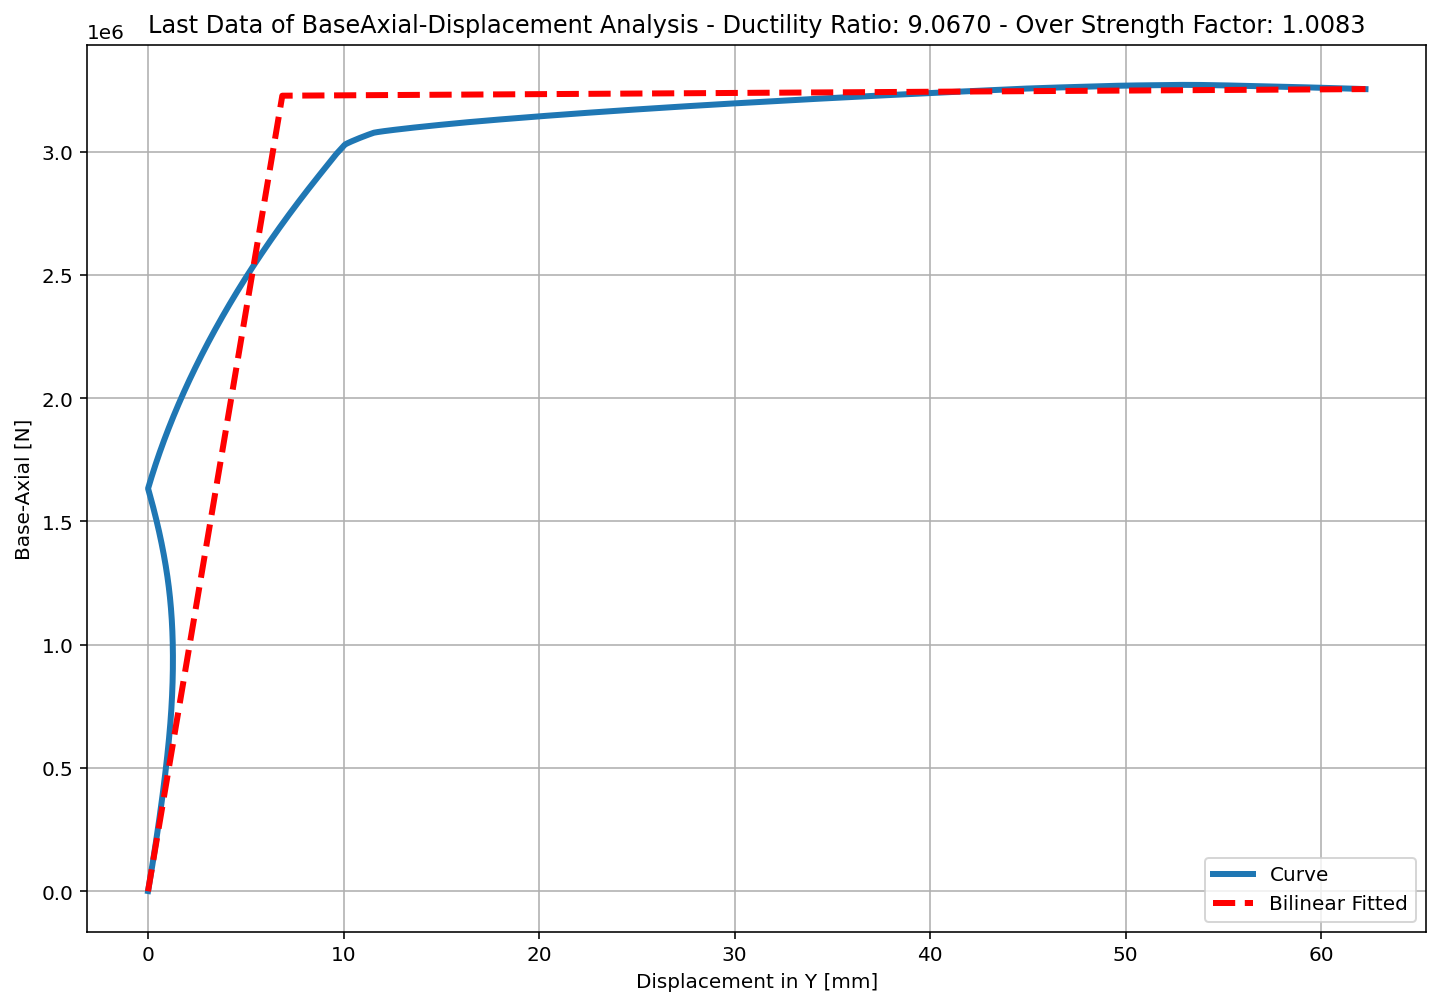 Last Data of BaseAxial-Displacement Analysis - Ductility Ratio: 9.0670 - Over Strength Factor: 1.0083
1e6
3.0
2.5
2.0
1.5
1.0
0.5
0.0
Base-Axial [N]
Curve
Bilinear Fitted
0 10 20 30 40 50 60
Displacement in Y [mm]